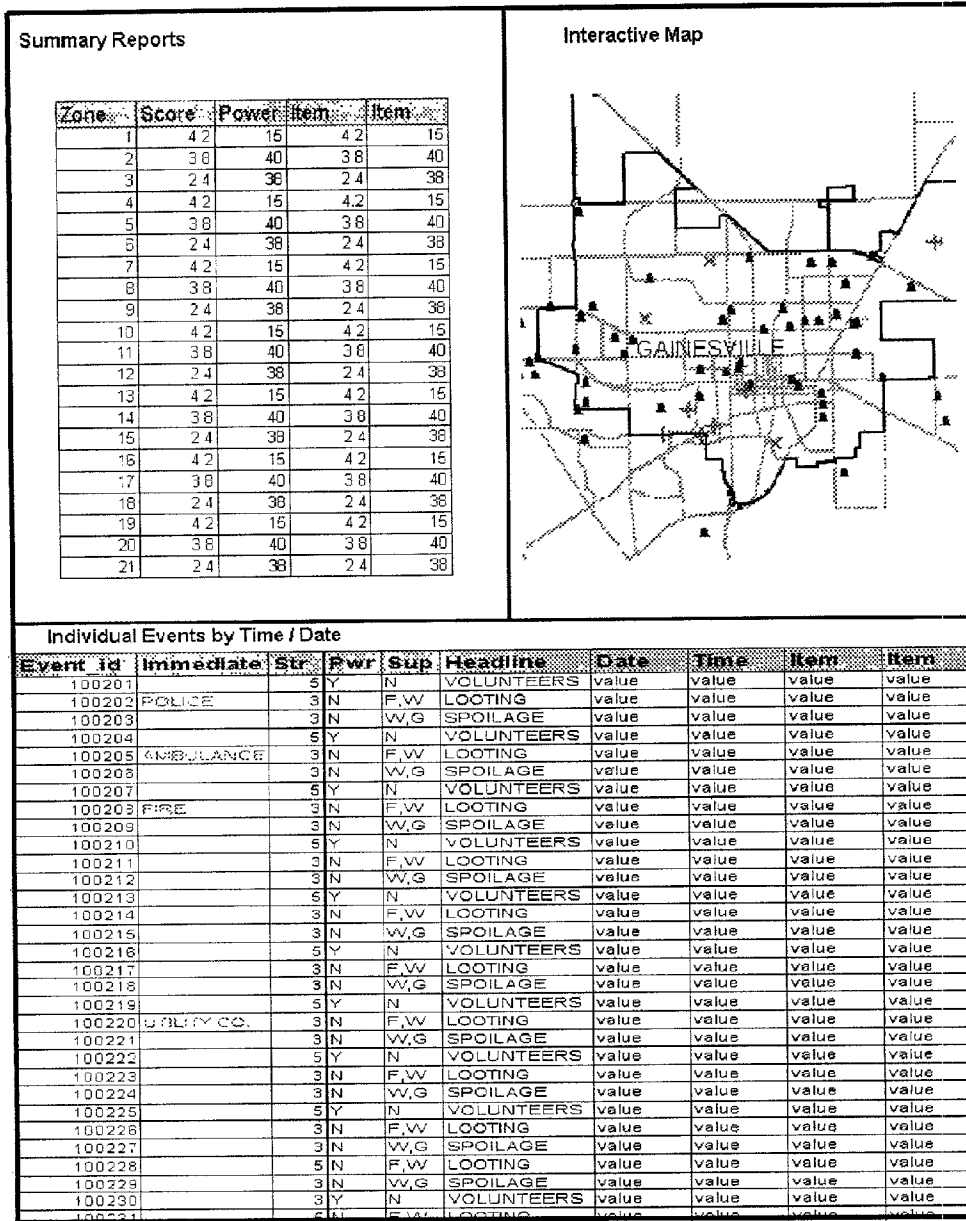 Summary Reports
Zone Score Power Item Item
1 4.2 15 4.2 15
2 3.8 40 3.8 40
3 2.4 38 2.4 38
4 4.2 15 4.2 15
5 3.8 40 3.8 40
6 2.4 38 2.4 38
7 4.2 15 4.2 15
8 3.8 40 3.8 40
9 2.4 38 2.4 38
10 4.2 15 4.2 15
11 3.8 40 3.8 40
12 2.4 38 2.4 38
13 4.2 15 4.2 15
14 3.8 40 3.8 40
15 2.4 38 2.4 38
16 4.2 15 4.2 15
17 3.8 40 3.8 40
18 2.4 38 2.4 38
19 4.2 15 4.2 15
20 3.8 40 3.8 40
21 2.4 38 2.4 38
Interactive Map
GAINESVILLE
Individual Events by Time / Date
Event_id Immediate Str Pwr Sup Headline Date Time Item Item
100201 5 Y N VOLUNTEERS value value value value
100202 POLICE 3 N F,W LOOTING value value value value
100203 3 N W,G SPOILAGE value value value value
100204 5 Y N VOLUNTEERS value value value value
100205 AMBULANCE 3 N F,W LOOTING value value value value
100206 3 N W,G SPOILAGE value value value value
100207 5 Y N VOLUNTEERS value value value value
100208 FIRE 3 N F,W LOOTING value value value value
100209 3 N W,G SPOILAGE value value value value
100210 5 Y N VOLUNTEERS value value value value
100211 3 N F,W LOOTING value value value value
100212 3 N W,G SPOILAGE value value value value
100213 5 Y N VOLUNTEERS value value value value
100214 3 N F,W LOOTING value value value value
100215 3 N W,G SPOILAGE value value value value
100216 5 Y N VOLUNTEERS value value value value
100217 3 N F,W LOOTING value value value value
100218 3 N W,G SPOILAGE value value value value
100219 5 Y N VOLUNTEERS value value value value
100220 UTILITY CO. 3 N F,W LOOTING value value value value
100221 3 N W,G SPOILAGE value value value value
100222 5 Y N VOLUNTEERS value value value value
100223 3 N F,W LOOTING value value value value
100224 3 N W,G SPOILAGE value value value value
100225 5 Y N VOLUNTEERS value value value value
100226 3 N F,W LOOTING value value value value
100227 3 N W,G SPOILAGE value value value value
100228 5 N F,W LOOTING value value value value
100229 3 N W,G SPOILAGE value value value value
100230 3 Y N VOLUNTEERS value value value value